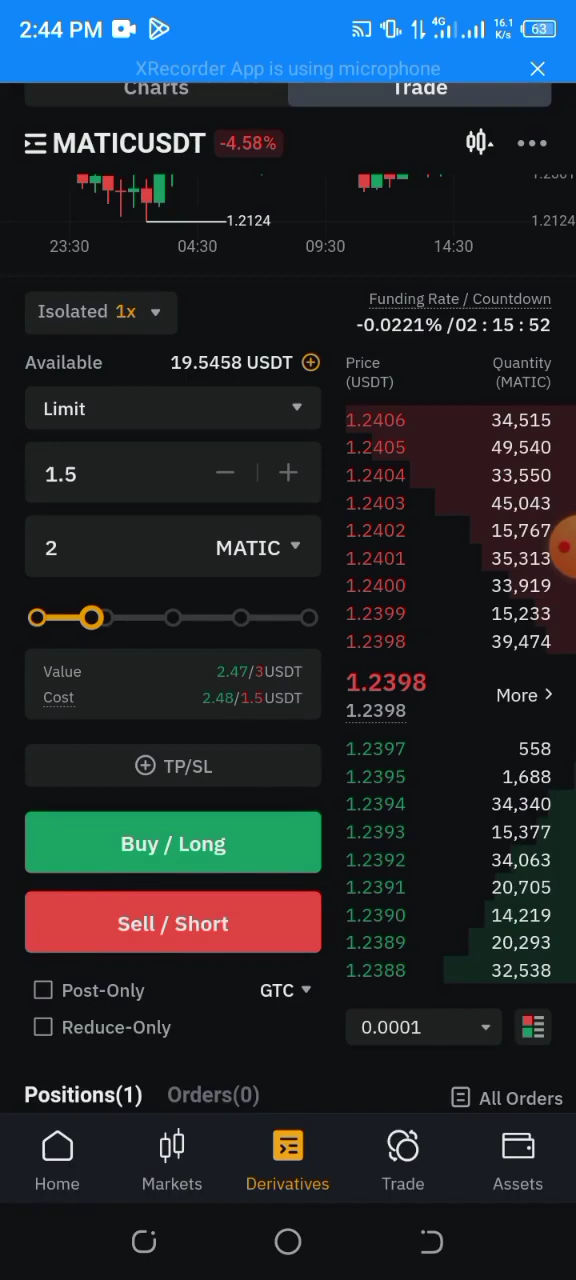 2:44 PM 4G 16.1 K/s 63
XRecorder App is using microphone
Charts Trade
MATICUSDT -4.58%
1.2124 1.2124
23:30 04:30 09:30 14:30
Isolated 1x
Funding Rate / Countdown
-0.0221% /02 : 15 : 52
Available 19.5458 USDT
Price (USDT) Quantity (MATIC)
Limit
1.5
2 MATIC
1.2406 34,515
1.2405 49,540
1.2404 33,550
1.2403 45,043
1.2402 15,767
1.2401 35,313
1.2400 33,919
1.2399 15,233
1.2398 39,474
Value 2.47/3USDT
Cost 2.48/1.5USDT
1.2398
1.2398
More
TP/SL
Buy / Long
Sell / Short
1.2397 558
1.2395 1,688
1.2394 34,340
1.2393 15,377
1.2392 34,063
1.2391 20,705
1.2390 14,219
1.2389 20,293
1.2388 32,538
Post-Only GTC
Reduce-Only
0.0001
Positions(1) Orders(0) All Orders
Home Markets Derivatives Trade Assets